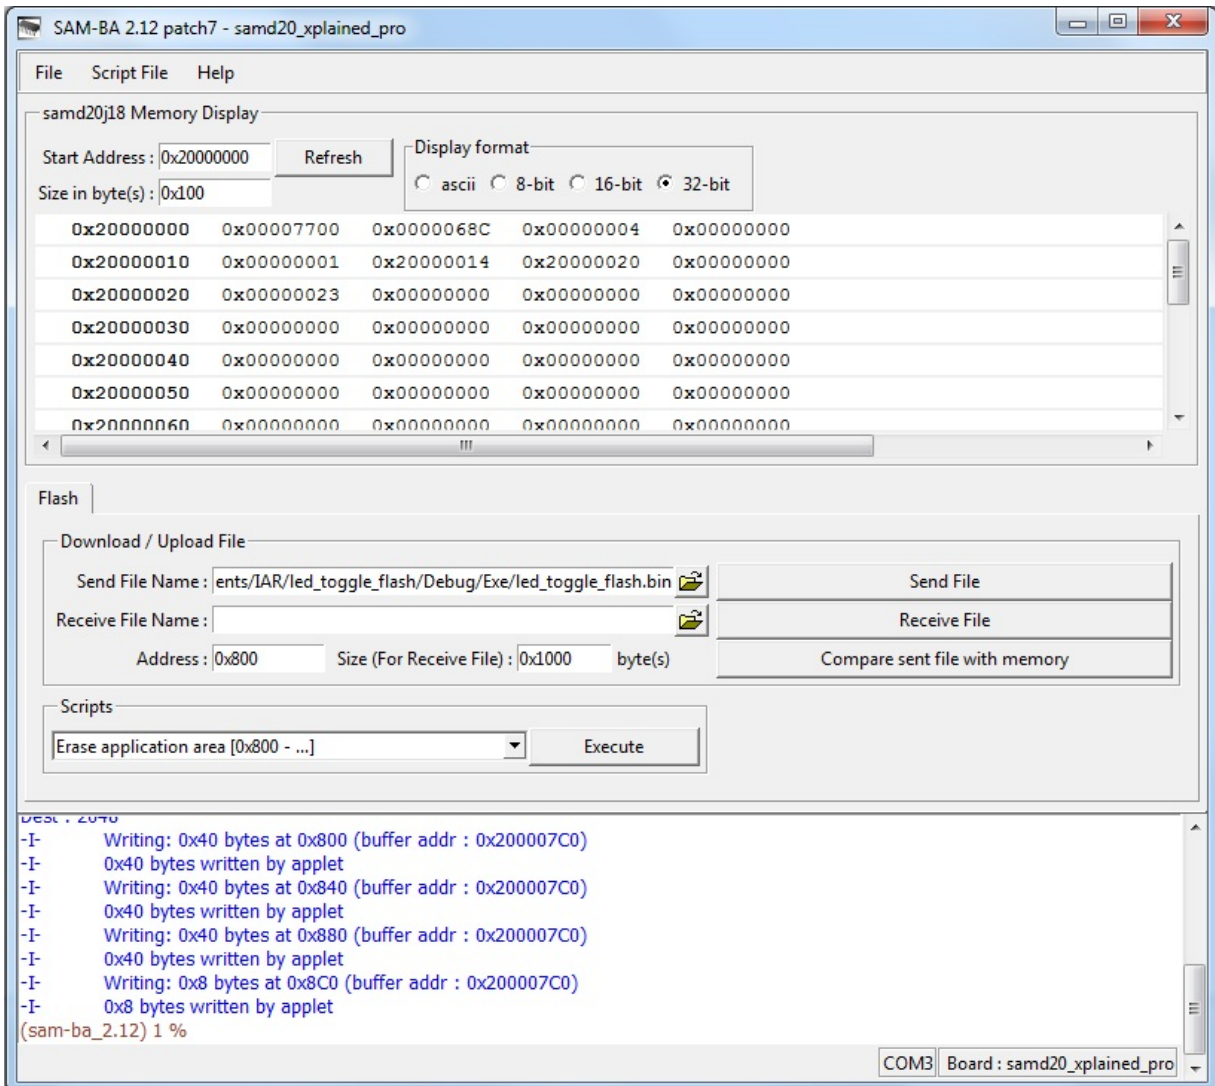 SAM-BA 2.12 patch7 - samd20_xplained_pro
File Script File Help
samd20j18 Memory Display
Start Address : 0x20000000 Refresh
Display format
Size in byte(s) : 0x100
ascii 8-bit 16-bit 32-bit
0x20000000 0x00007700 0x0000068C 0x00000004 0x00000000
0x20000010 0x00000001 0x20000014 0x20000020 0x00000000
0x20000020 0x00000023 0x00000000 0x00000000 0x00000000
0x20000030 0x00000000 0x00000000 0x00000000 0x00000000
0x20000040 0x00000000 0x00000000 0x00000000 0x00000000
0x20000050 0x00000000 0x00000000 0x00000000 0x00000000
0x20000060 0x00000000 0x00000000 0x00000000 0x00000000
Flash
Download / Upload File
Send File Name : ents/IAR/led_toggle_flash/Debug/Exe/led_toggle_flash.bin Send File
Receive File Name : Receive File
Address : 0x800 Size (For Receive File) : 0x1000 byte(s) Compare sent file with memory
Scripts
Erase application area [0x800 - ...] Execute
Dest : 2048
-I- Writing: 0x40 bytes at 0x800 (buffer addr : 0x200007C0)
-I- 0x40 bytes written by applet
-I- Writing: 0x40 bytes at 0x840 (buffer addr : 0x200007C0)
-I- 0x40 bytes written by applet
-I- Writing: 0x40 bytes at 0x880 (buffer addr : 0x200007C0)
-I- 0x40 bytes written by applet
-I- Writing: 0x8 bytes at 0x8C0 (buffer addr : 0x200007C0)
-I- 0x8 bytes written by applet
(sam-ba_2.12) 1 %
COM3 Board : samd20_xplained_pro